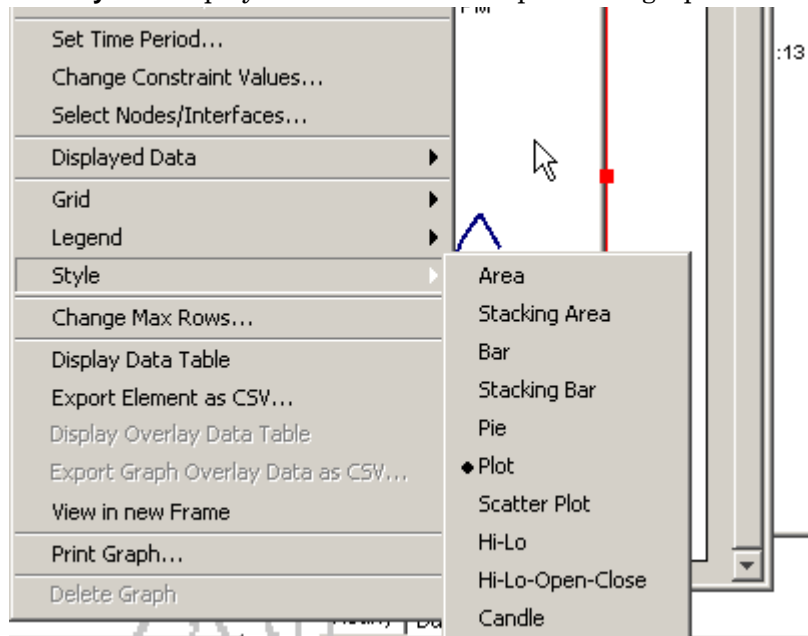 :13
Set Time Period...
Change Constraint Values...
Select Nodes/Interfaces...
Displayed Data
Grid
Legend
Style
Change Max Rows...
Display Data Table
Export Element as CSV...
Display Overlay Data Table
Export Graph Overlay Data as CSV...
View in new Frame
Print Graph...
Delete Graph
Area
Stacking Area
Bar
Stacking Bar
Pie
Plot
Scatter Plot
Hi-Lo
Hi-Lo-Open-Close
Candle